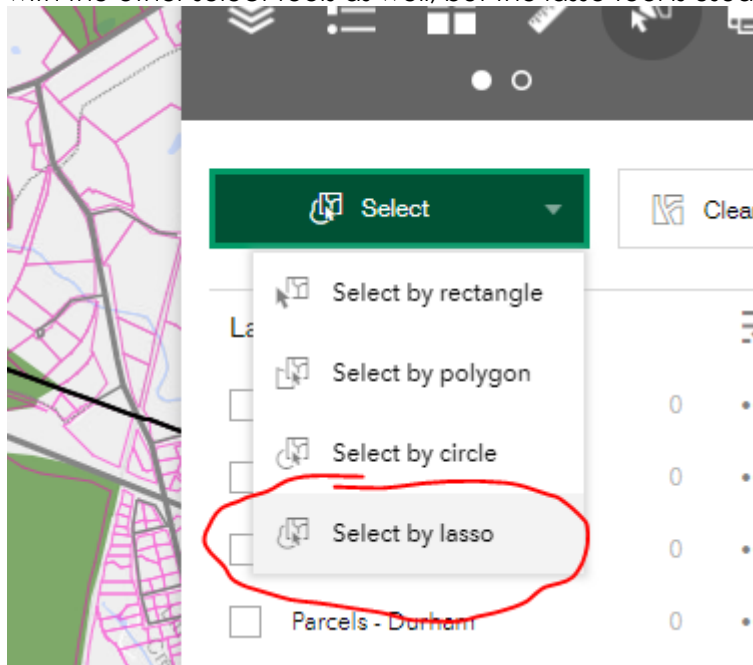 Select
Clear
Select by rectangle
La
Select by polygon
0
Select by circle
0
Select by lasso
0
Parcels - Durham
0